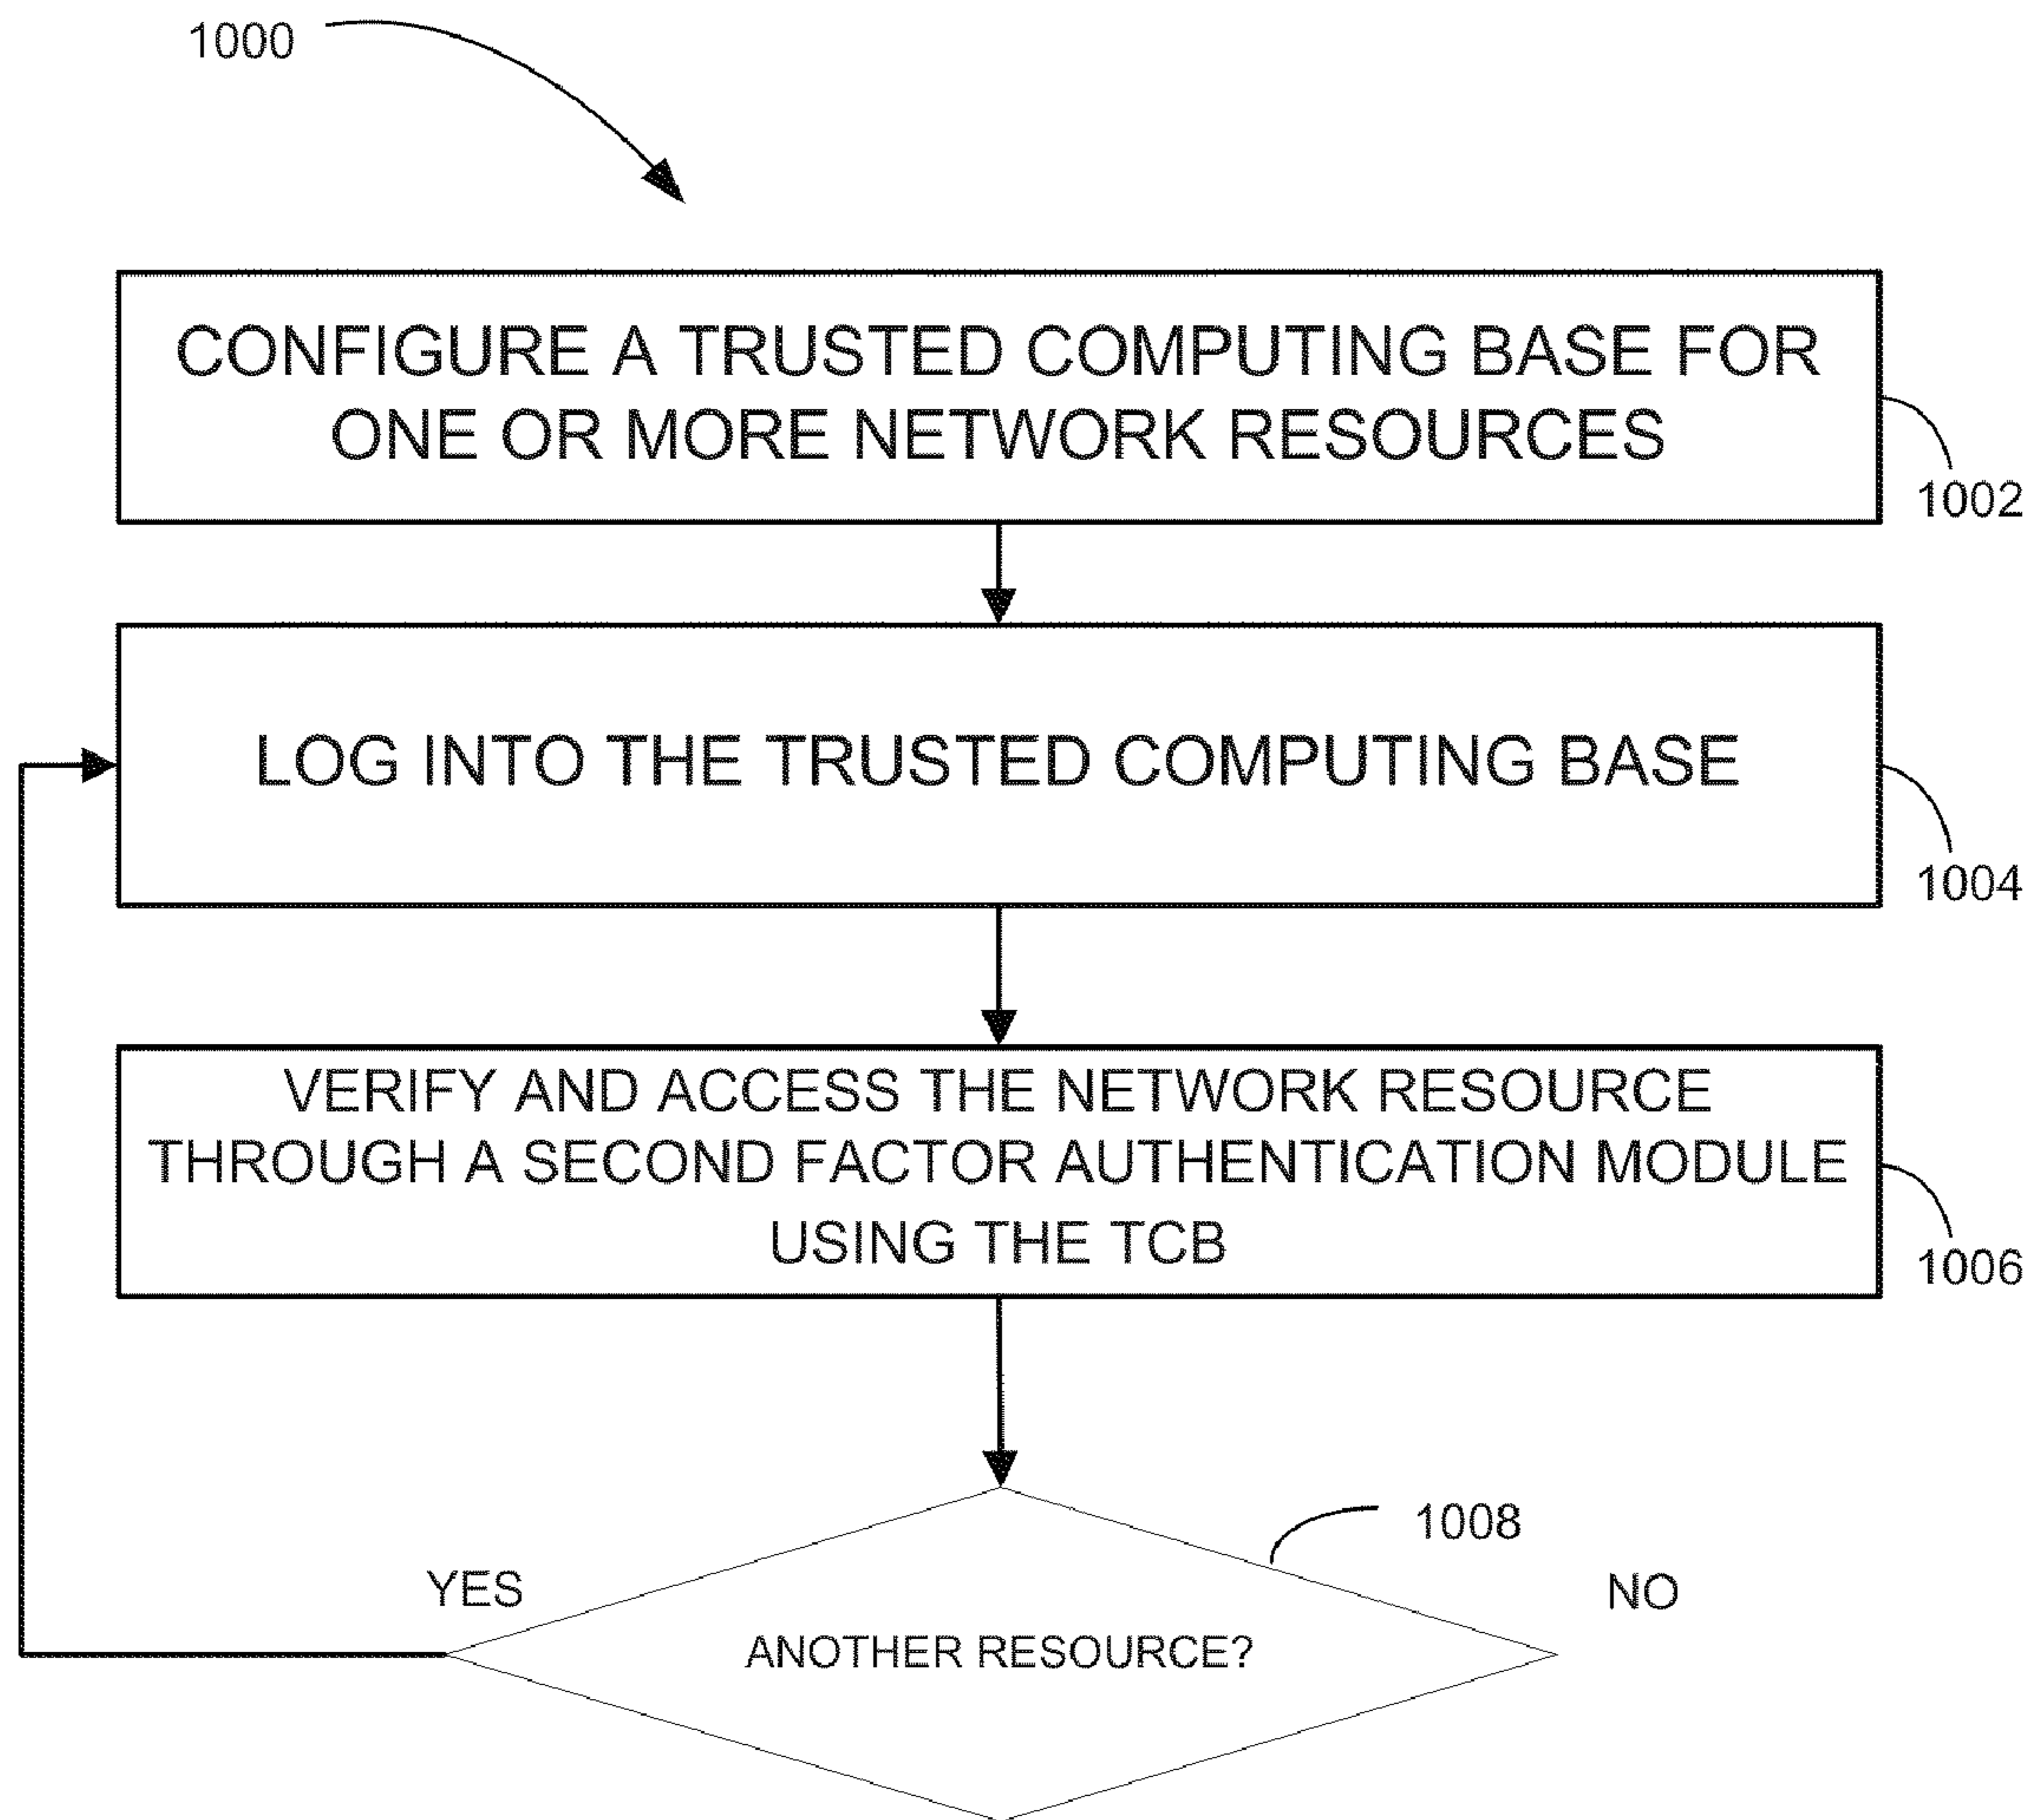 1000
CONFIGURE A TRUSTED COMPUTING BASE FOR
ONE OR MORE NETWORK RESOURCES
1002
LOG INTO THE TRUSTED COMPUTING BASE
1004
VERIFY AND ACCESS THE NETWORK RESOURCE
THROUGH A SECOND FACTOR AUTHENTICATION MODULE
USING THE TCB
1006
1008
YES
NO
ANOTHER RESOURCE?